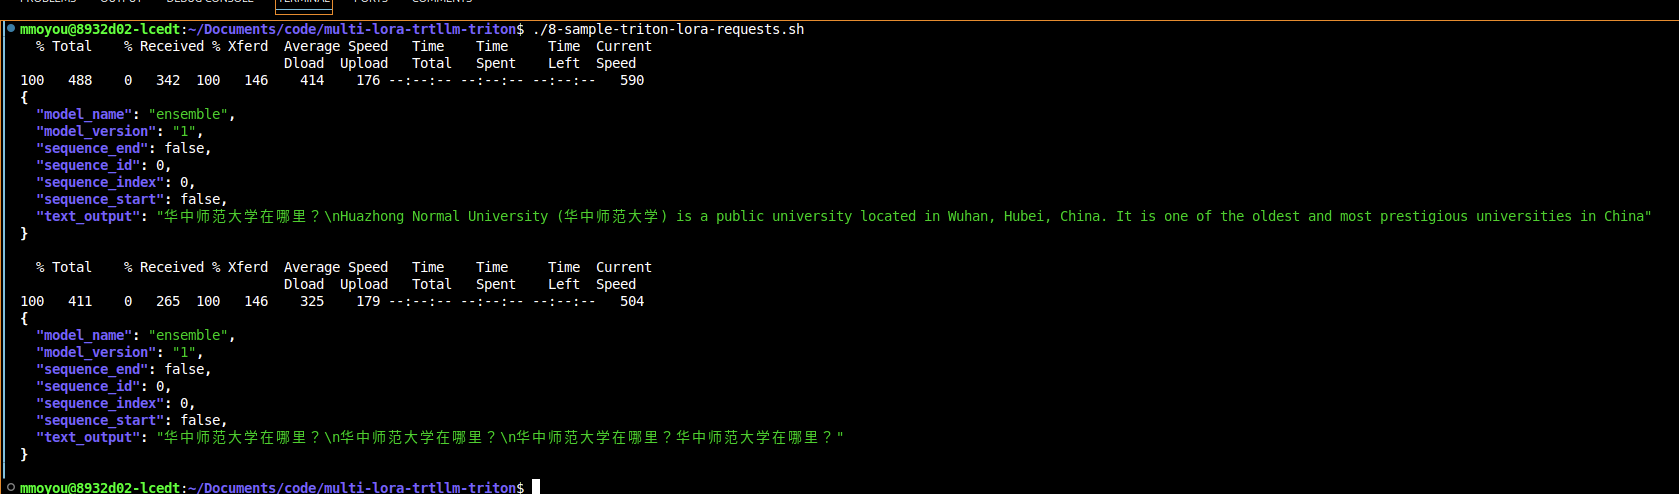 PROBLEMS OUTPUT DEBUG CONSOLE TERMINAL PORTS COMMENTS
mmoyou@8932d02-lcedt:~/Documents/code/multi-lora-trtllm-triton$ ./8-sample-triton-lora-requests.sh
% Total % Received % Xferd Average Speed Time Time Time Current
Dload Upload Total Spent Left Speed
100 488 0 342 100 146 414 176 --:--:-- --:--:-- --:--:-- 590
{
"model_name": "ensemble",
"model_version": "1",
"sequence_end": false,
"sequence_id": 0,
"sequence_index": 0,
"sequence_start": false,
"text_output": "华中师范大学在哪里？\nHuazhong Normal University (华中师范大学) is a public university located in Wuhan, Hubei, China. It is one of the oldest and most prestigious universities in China"
}
% Total % Received % Xferd Average Speed Time Time Time Current
Dload Upload Total Spent Left Speed
100 411 0 265 100 146 325 179 --:--:-- --:--:-- --:--:-- 504
{
"model_name": "ensemble",
"model_version": "1",
"sequence_end": false,
"sequence_id": 0,
"sequence_index": 0,
"sequence_start": false,
"text_output": "华中师范大学在哪里？\n华中师范大学在哪里？\n华中师范大学在哪里？华中师范大学在哪里？"
}
mmoyou@8932d02-lcedt:~/Documents/code/multi-lora-trtllm-triton$